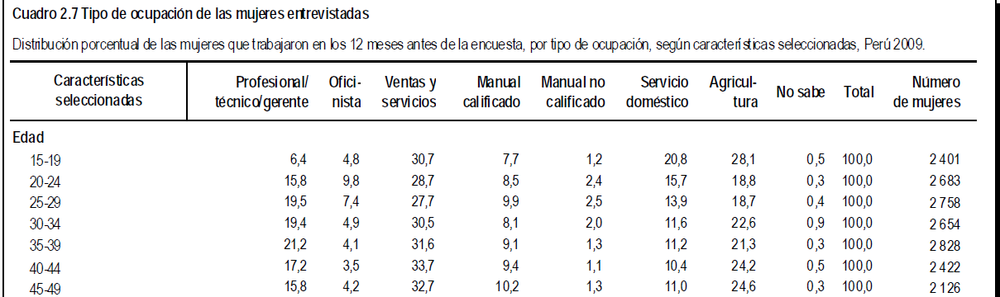 Cuadro 2.7 Tipo de ocupación de las mujeres entrevistadas
Distribución porcentual de las mujeres que trabajaron en los 12 meses antes de la encuesta, por tipo de ocupación, según características seleccionadas, Perú 2009.
Características Profesional/ Ofici- Ventas y Manual Manual no Servicio Agricul- No sabe Total Número
seleccionadas técnico/gerente nista servicios calificado calificado doméstico tura de mujeres
Edad
15-19 6,4 4,8 30,7 7,7 1,2 20,8 28,1 0,5 100,0 2 401
20-24 15,8 9,8 28,7 8,5 2,4 15,7 18,8 0,3 100,0 2 683
25-29 19,5 7,4 27,7 9,9 2,5 13,9 18,7 0,4 100,0 2 758
30-34 19,4 4,9 30,5 8,1 2,0 11,6 22,6 0,9 100,0 2 654
35-39 21,2 4,1 31,6 9,1 1,3 11,2 21,3 0,3 100,0 2 828
40-44 17,2 3,5 33,7 9,4 1,1 10,4 24,2 0,5 100,0 2 422
45-49 15,8 4,2 32,7 10,2 1,3 11,0 24,6 0,3 100,0 2 126